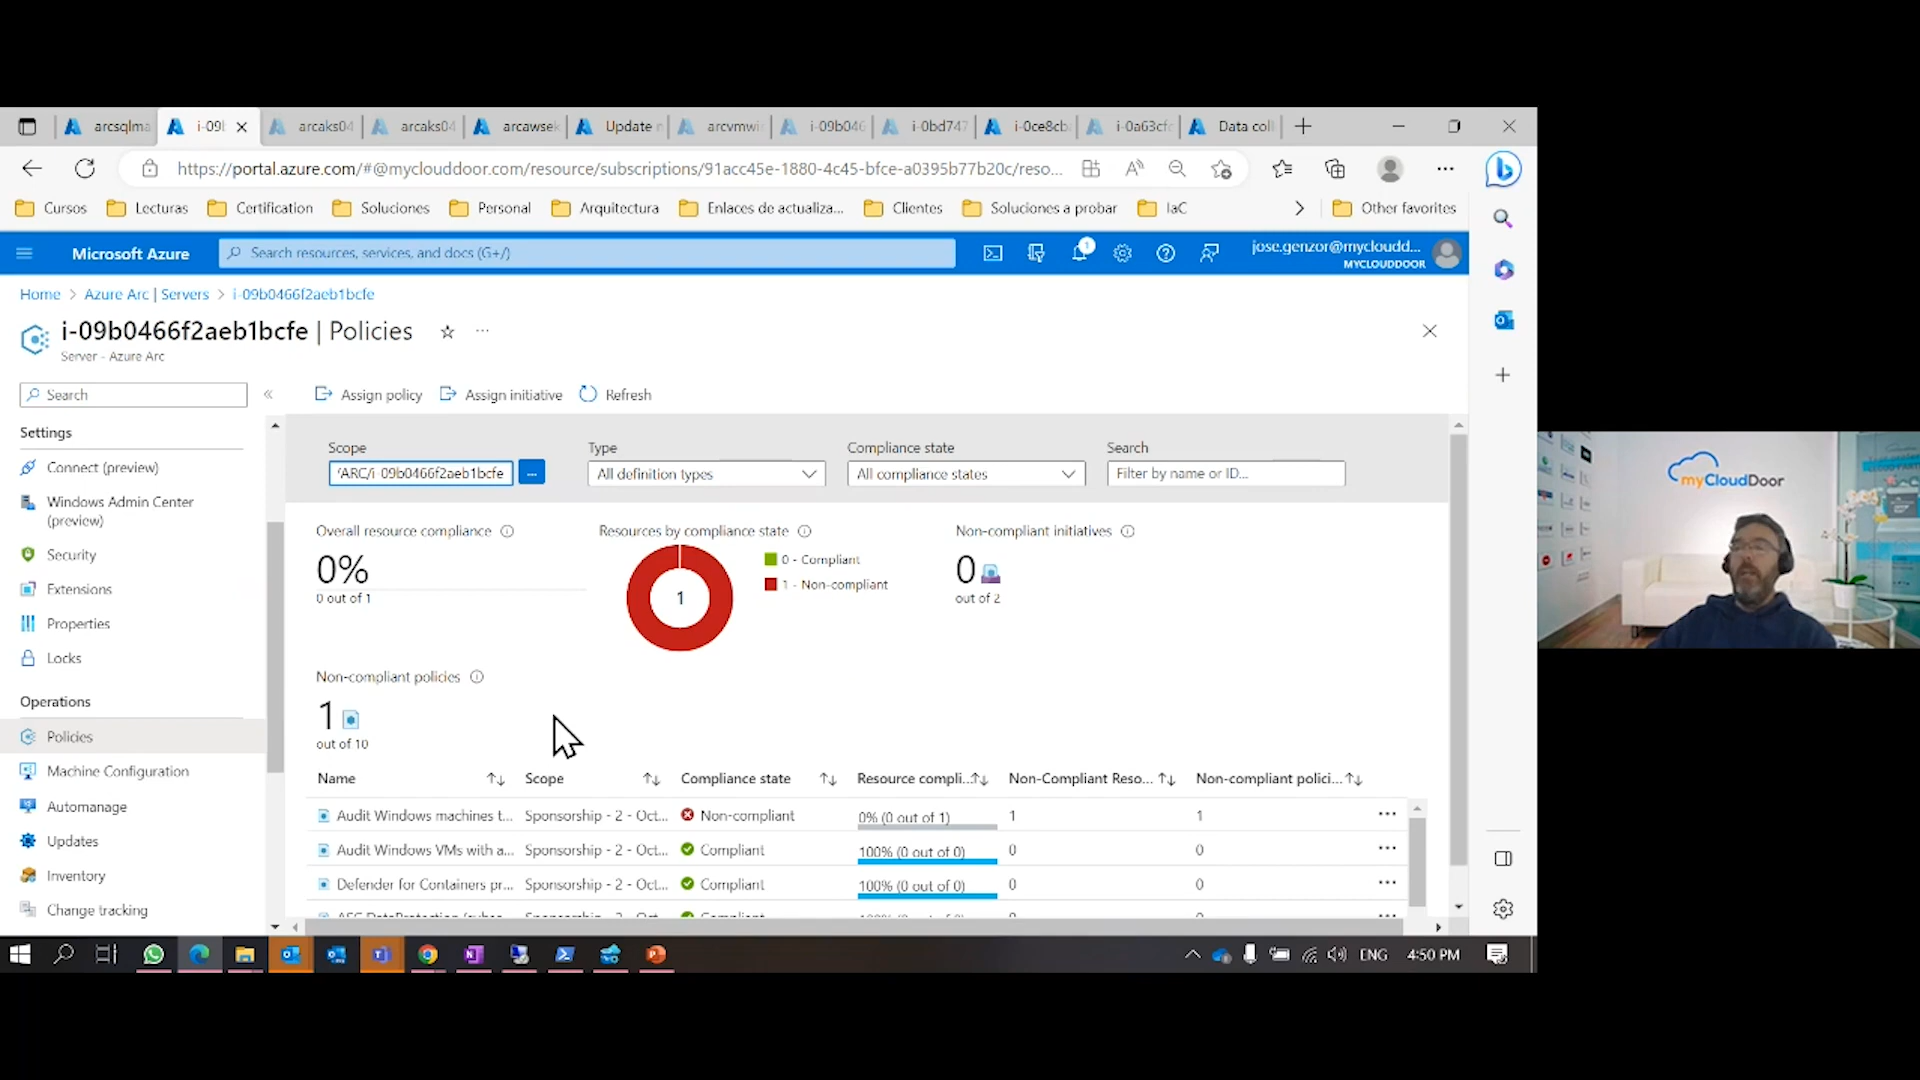 arcsqlma
i-09
arcaks04
arcaks04
arcawsek
Update
arcvmwi
i-09b046
i-0bd747
i-0ce8cb
i-0a63cf
Data col
https://portal.azure.com/#@myclouddoor.com/resource/subscriptions/91acc45e-1880-4c45-bfce-a0395b77b20c/reso...
Cursos
Lecturas
Certification
Soluciones
Personal
Arquitectura
Enlaces de actualiza...
Clientes
Soluciones a probar
IaC
Other favorites
Microsoft Azure
Search resources, services, and docs (G+/)
1
jose.genzor@mycloudd...
MYCLOUDDOOR
Home > Azure Arc | Servers > i-09b0466f2aeb1bcfe
i-09b0466f2aeb1bcfe | Policies
Server - Azure Arc
Search
Assign policy
Assign initiative
Refresh
Settings
Connect (preview)
Windows Admin Center
(preview)
Security
Extensions
Properties
Locks
Operations
Policies
Machine Configuration
Automanage
Updates
Inventory
Change tracking
Scope
Type
Compliance state
Search
ARC/i-09b0466f2aeb1bcfe
All definition types
All compliance states
Filter by name or ID...
Overall resource compliance
0%
0 out of 1
Resources by compliance state
1
0 - Compliant
1 - Non-compliant
Non-compliant initiatives
0
out of 2
Non-compliant policies
1
out of 10
Name Scope Compliance state Resource compli... Non-Compliant Reso... Non-compliant polici...
Audit Windows machines t... Sponsorship - 2 - Oct... Non-compliant 0% (0 out of 1) 1 1
Audit Windows VMs with a... Sponsorship - 2 - Oct... Compliant 100% (0 out of 0) 0 0
Defender for Containers pr... Sponsorship - 2 - Oct... Compliant 100% (0 out of 0) 0 0
ENG
4:50 PM
myCloudDoor